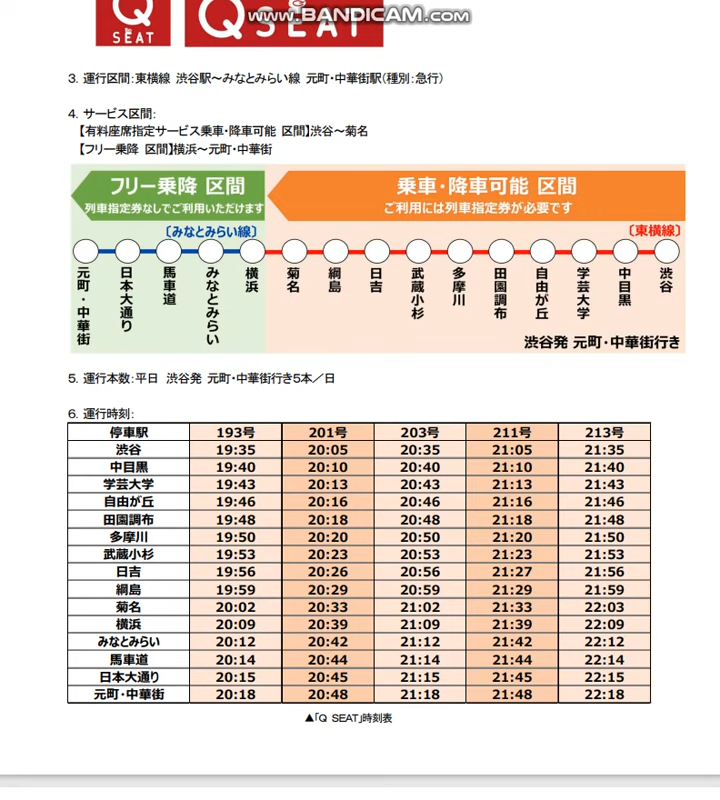 www.BANDICAM.com
Q
SEAT
Q SEAT
3. 運行区間:東横線 渋谷駅~みなとみらい線 元町・中華街駅(種別:急行)
4. サービス区間:
【有料座席指定サービス乗車・降車可能 区間】渋谷~菊名
【フリー乗降 区間】横浜~元町・中華街
フリー乗降 区間 乗車・降車可能 区間
列車指定券なしでご利用いただけます ご利用には列車指定券が必要です
〔みなとみらい線〕 〔東横線〕
元町・中華街 日本大通り 馬車道 みなとみらい 横浜 菊名 綱島 日吉 武蔵小杉 多摩川 田園調布 自由が丘 学芸大学 中目黒 渋谷
渋谷発 元町・中華街行き
5. 運行本数:平日 渋谷発 元町・中華街行き5本/日
6. 運行時刻:
停車駅 193号 201号 203号 211号 213号
渋谷 19:35 20:05 20:35 21:05 21:35
中目黒 19:40 20:10 20:40 21:10 21:40
学芸大学 19:43 20:13 20:43 21:13 21:43
自由が丘 19:46 20:16 20:46 21:16 21:46
田園調布 19:48 20:18 20:48 21:18 21:48
多摩川 19:50 20:20 20:50 21:20 21:50
武蔵小杉 19:53 20:23 20:53 21:23 21:53
日吉 19:56 20:26 20:56 21:27 21:56
綱島 19:59 20:29 20:59 21:29 21:59
菊名 20:02 20:33 21:02 21:33 22:03
横浜 20:09 20:39 21:09 21:39 22:09
みなとみらい 20:12 20:42 21:12 21:42 22:12
馬車道 20:14 20:44 21:14 21:44 22:14
日本大通り 20:15 20:45 21:15 21:45 22:15
元町・中華街 20:18 20:48 21:18 21:48 22:18
▲「Q SEAT」時刻表